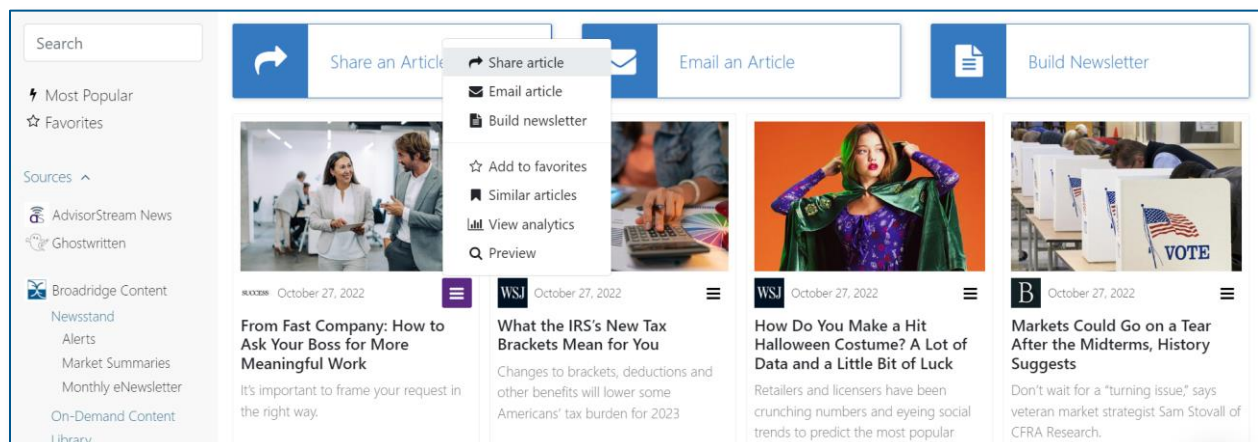 Search
Most Popular
Favorites
Sources
AdvisorStream News
Ghostwritten
Broadridge Content
Newsstand
Alerts
Market Summaries
Monthly eNewsletter
On-Demand Content
Library
Share an Article
Email an Article
Build Newsletter
Share article
Email article
Build newsletter
Add to favorites
Similar articles
View analytics
Preview
SUCCESS October 27, 2022
From Fast Company: How to
Ask Your Boss for More
Meaningful Work
It's important to frame your request in
the right way.
WSJ October 27, 2022
What the IRS's New Tax
Brackets Mean for You
Changes to brackets, deductions and
other benefits will lower some
Americans' tax burden for 2023
WSJ October 27, 2022
How Do You Make a Hit
Halloween Costume? A Lot of
Data and a Little Bit of Luck
Retailers and licensers have been
crunching numbers and eyeing social
trends to predict the most popular
VOTE
B October 27, 2022
Markets Could Go on a Tear
After the Midterms, History
Suggests
Don't wait for a "turning issue," says
veteran market strategist Sam Stovall of
CFRA Research.